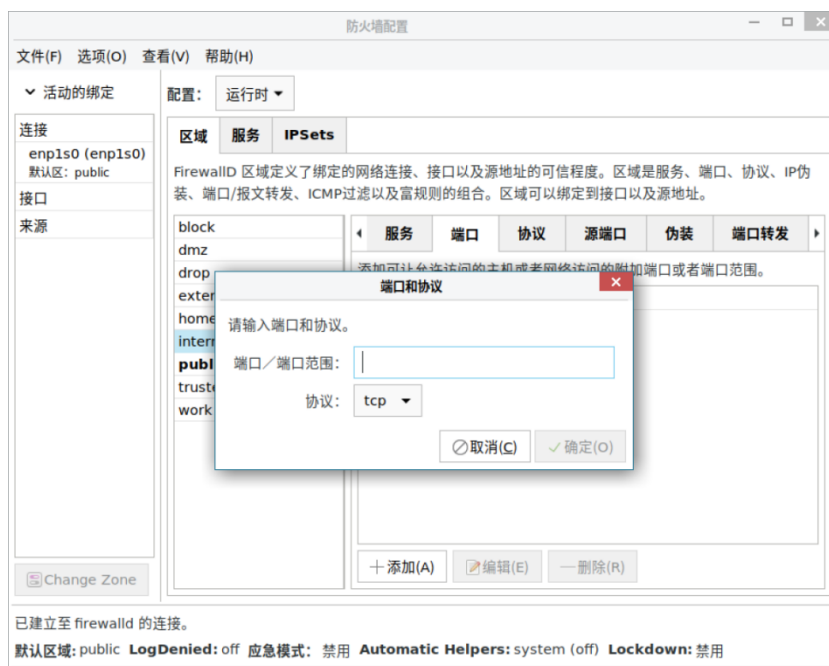 防火墙配置
文件(F) 选项(O) 查看(V) 帮助(H)
活动的绑定
连接
enp1s0 (enp1s0)
默认区: public
接口
来源
Change Zone
配置: 运行时
区域 服务 IPSets
FirewallD 区域定义了绑定的网络连接、接口以及源地址的可信程度。区域是服务、端口、协议、IP伪
装、端口/报文转发、ICMP过滤以及富规则的组合。区域可以绑定到接口以及源地址。
block
dmz
drop
exter
home
interr
publ
truste
work
服务 端口 协议 源端口 伪装 端口转发
添加可让允许访问的主机或者网络访问的附加端口或者端口范围。
端口和协议
请输入端口和协议。
端口／端口范围:
协议: tcp
取消(C) 确定(O)
添加(A) 编辑(E) 删除(R)
已建立至 firewalld 的连接。
默认区域: public LogDenied: off 应急模式: 禁用 Automatic Helpers: system (off) Lockdown: 禁用